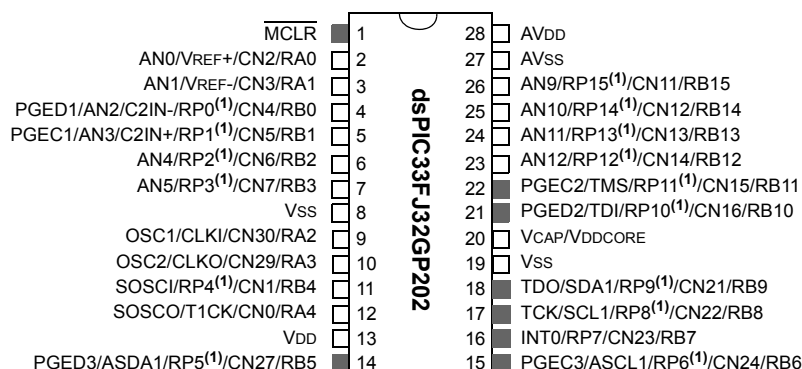 MCLR 1 28 AVDD
AN0/VREF+/CN2/RA0 2 27 AVSS
AN1/VREF-/CN3/RA1 3 26 AN9/RP15(1)/CN11/RB15
PGED1/AN2/C2IN-/RP0(1)/CN4/RB0 4 25 AN10/RP14(1)/CN12/RB14
PGEC1/AN3/C2IN+/RP1(1)/CN5/RB1 5 24 AN11/RP13(1)/CN13/RB13
AN4/RP2(1)/CN6/RB2 6 23 AN12/RP12(1)/CN14/RB12
AN5/RP3(1)/CN7/RB3 7 22 PGEC2/TMS/RP11(1)/CN15/RB11
VSS 8 21 PGED2/TDI/RP10(1)/CN16/RB10
OSC1/CLKI/CN30/RA2 9 20 VCAP/VDDCORE
OSC2/CLKO/CN29/RA3 10 19 VSS
SOSCI/RP4(1)/CN1/RB4 11 18 TDO/SDA1/RP9(1)/CN21/RB9
SOSCO/T1CK/CN0/RA4 12 17 TCK/SCL1/RP8(1)/CN22/RB8
VDD 13 16 INT0/RP7/CN23/RB7
PGED3/ASDA1/RP5(1)/CN27/RB5 14 15 PGEC3/ASCL1/RP6(1)/CN24/RB6
dsPIC33FJ32GP202